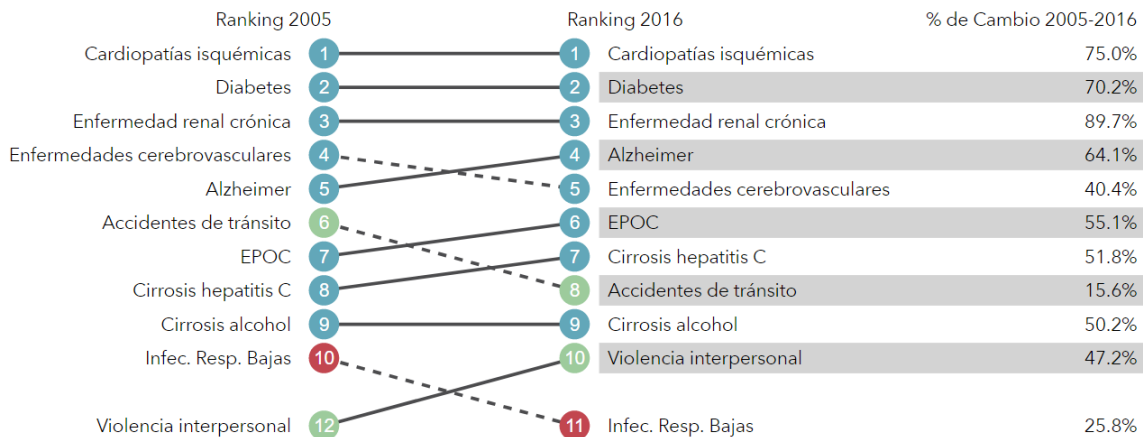 Ranking 2005 Ranking 2016 % de Cambio 2005-2016
Cardiopatías isquémicas 1 1 Cardiopatías isquémicas 75.0%
Diabetes 2 2 Diabetes 70.2%
Enfermedad renal crónica 3 3 Enfermedad renal crónica 89.7%
Enfermedades cerebrovasculares 4 4 Alzheimer 64.1%
Alzheimer 5 5 Enfermedades cerebrovasculares 40.4%
Accidentes de tránsito 6 6 EPOC 55.1%
EPOC 7 7 Cirrosis hepatitis C 51.8%
Cirrosis hepatitis C 8 8 Accidentes de tránsito 15.6%
Cirrosis alcohol 9 9 Cirrosis alcohol 50.2%
Infec. Resp. Bajas 10 10 Violencia interpersonal 47.2%
Violencia interpersonal 12 11 Infec. Resp. Bajas 25.8%